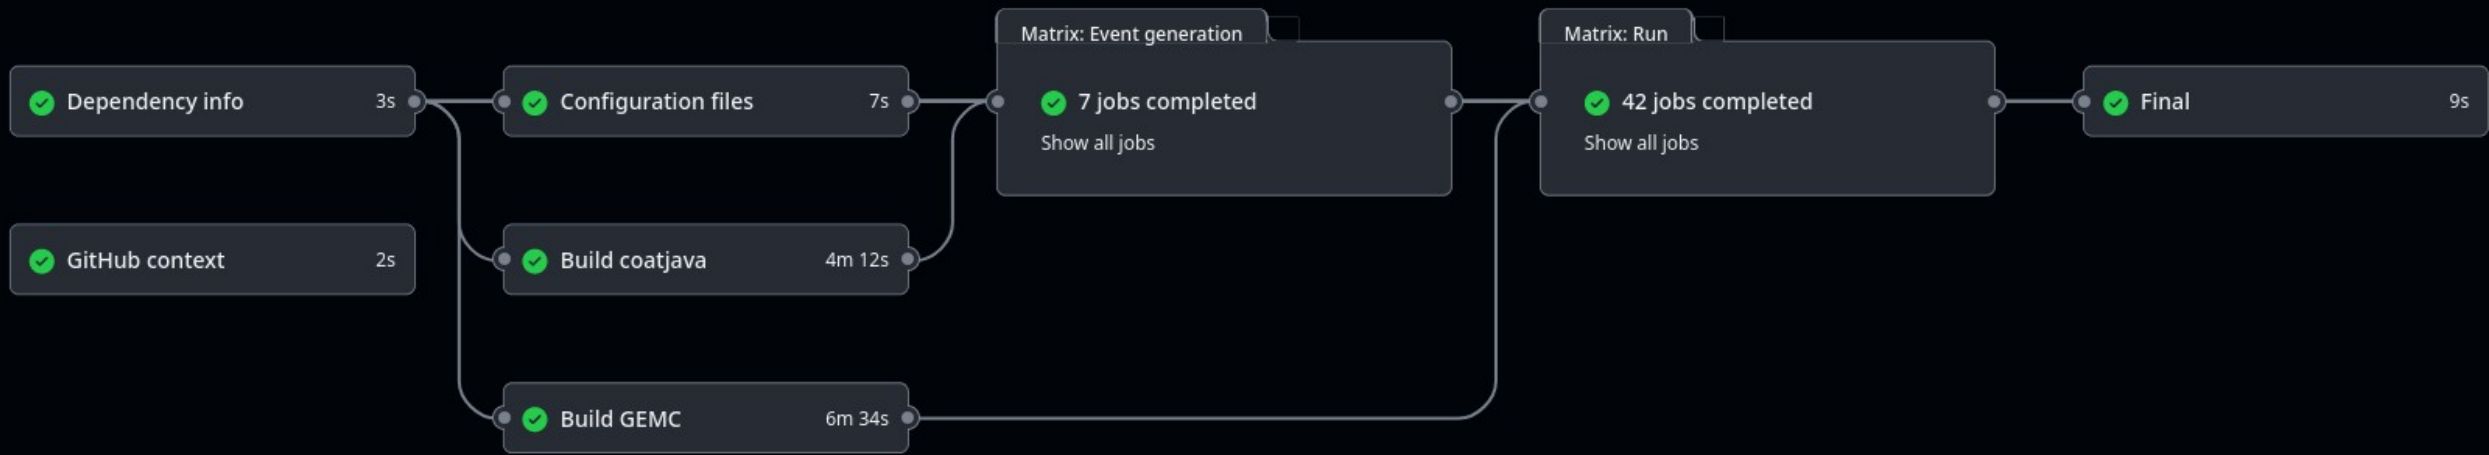 Matrix: Event generation
Matrix: Run
Dependency info 3s
Configuration files 7s
7 jobs completed
Show all jobs
42 jobs completed
Show all jobs
Final 9s
GitHub context 2s
Build coatjava 4m 12s
Build GEMC 6m 34s